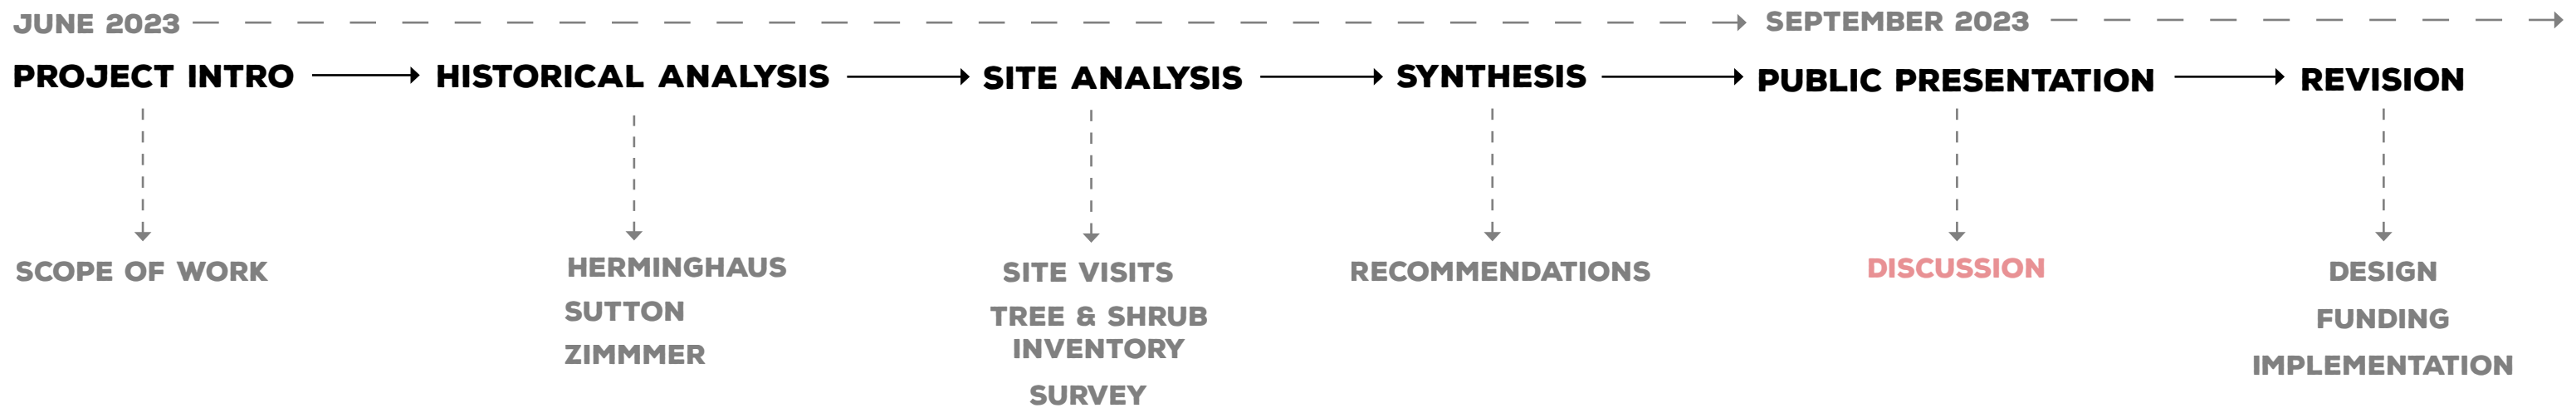 JUNE 2023
SEPTEMBER 2023
PROJECT INTRO
HISTORICAL ANALYSIS
SITE ANALYSIS
SYNTHESIS
PUBLIC PRESENTATION
REVISION
SCOPE OF WORK
HERMINGHAUS
SUTTON
ZIMMMER
SITE VISITS
TREE & SHRUB
INVENTORY
SURVEY
RECOMMENDATIONS
DISCUSSION
DESIGN
FUNDING
IMPLEMENTATION